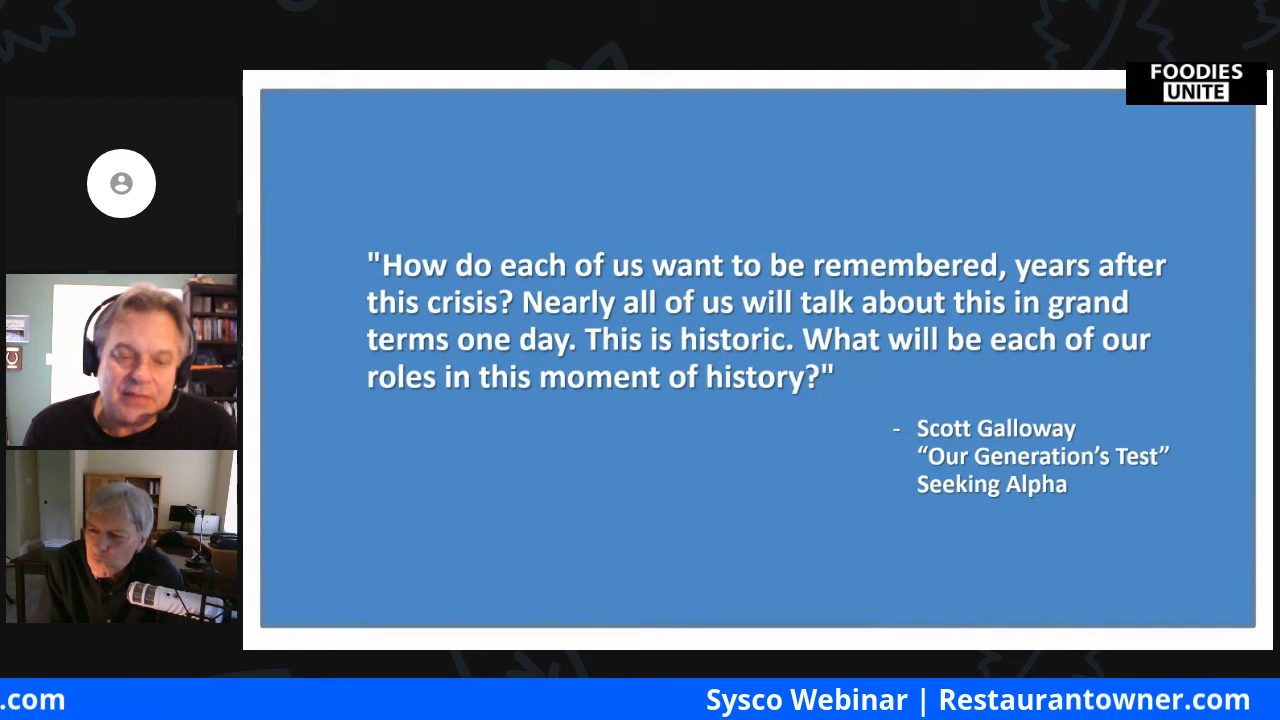 FOODIES
UNITE
"How do each of us want to be remembered, years after
this crisis? Nearly all of us will talk about this in grand
terms one day. This is historic. What will be each of our
roles in this moment of history?"
- Scott Galloway
“Our Generation’s Test”
Seeking Alpha
.com Sysco Webinar | Restaurantowner.com